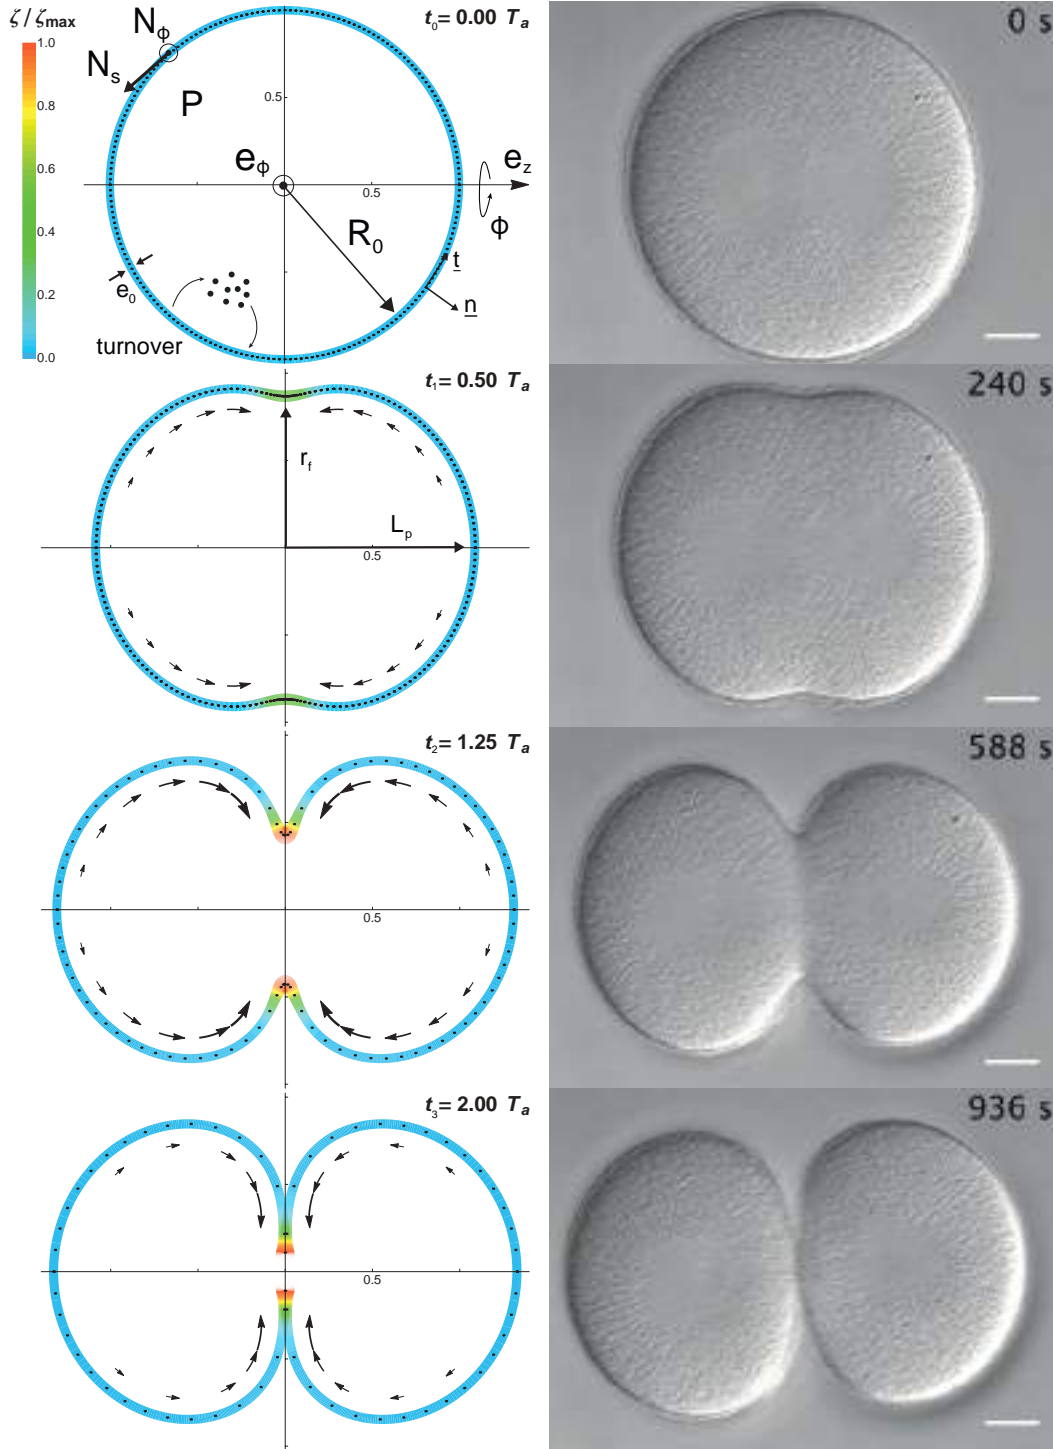 ζ / ζmax
1.0
0.8
0.6
0.4
0.2
0.0
t0 = 0.00 Ta
Nϕ
Ns
P
0.5
eϕ
ez
0.5
ϕ
R0
t
n
e0
turnover
0 s
t1 = 0.50 Ta
rf
Lp
0.5
240 s
t2 = 1.25 Ta
0.5
588 s
t3 = 2.00 Ta
0.5
936 s